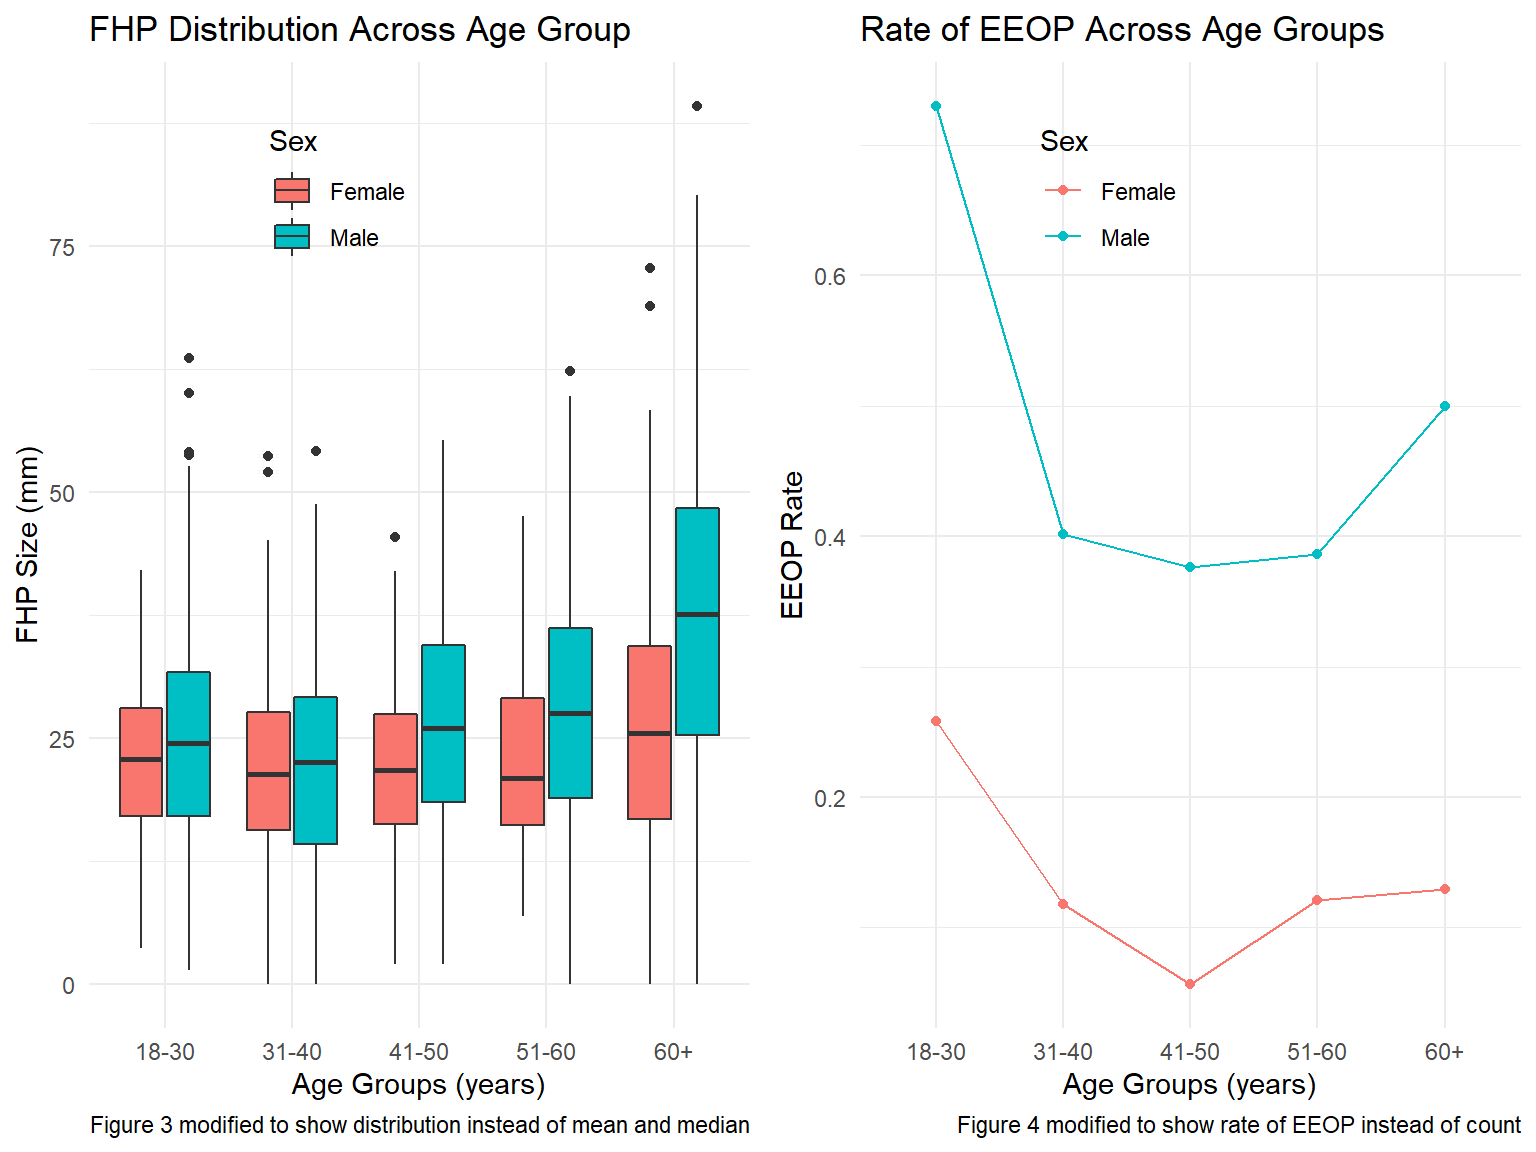 FHP Distribution Across Age Group
Sex
Female
Male
75
50
25
0
FHP Size (mm)
18-30
31-40
41-50
51-60
60+
Age Groups (years)
Figure 3 modified to show distribution instead of mean and median
Rate of EEOP Across Age Groups
Sex
Female
Male
0.6
0.4
0.2
EEOP Rate
18-30
31-40
41-50
51-60
60+
Age Groups (years)
Figure 4 modified to show rate of EEOP instead of count